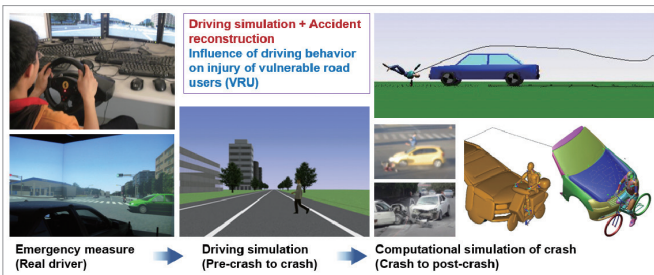 Driving simulation + Accident
reconstruction
Influence of driving behavior
on injury of vulnerable road
users (VRU)
Emergency measure
(Real driver)
Driving simulation
(Pre-crash to crash)
Computational simulation of crash
(Crash to post-crash)